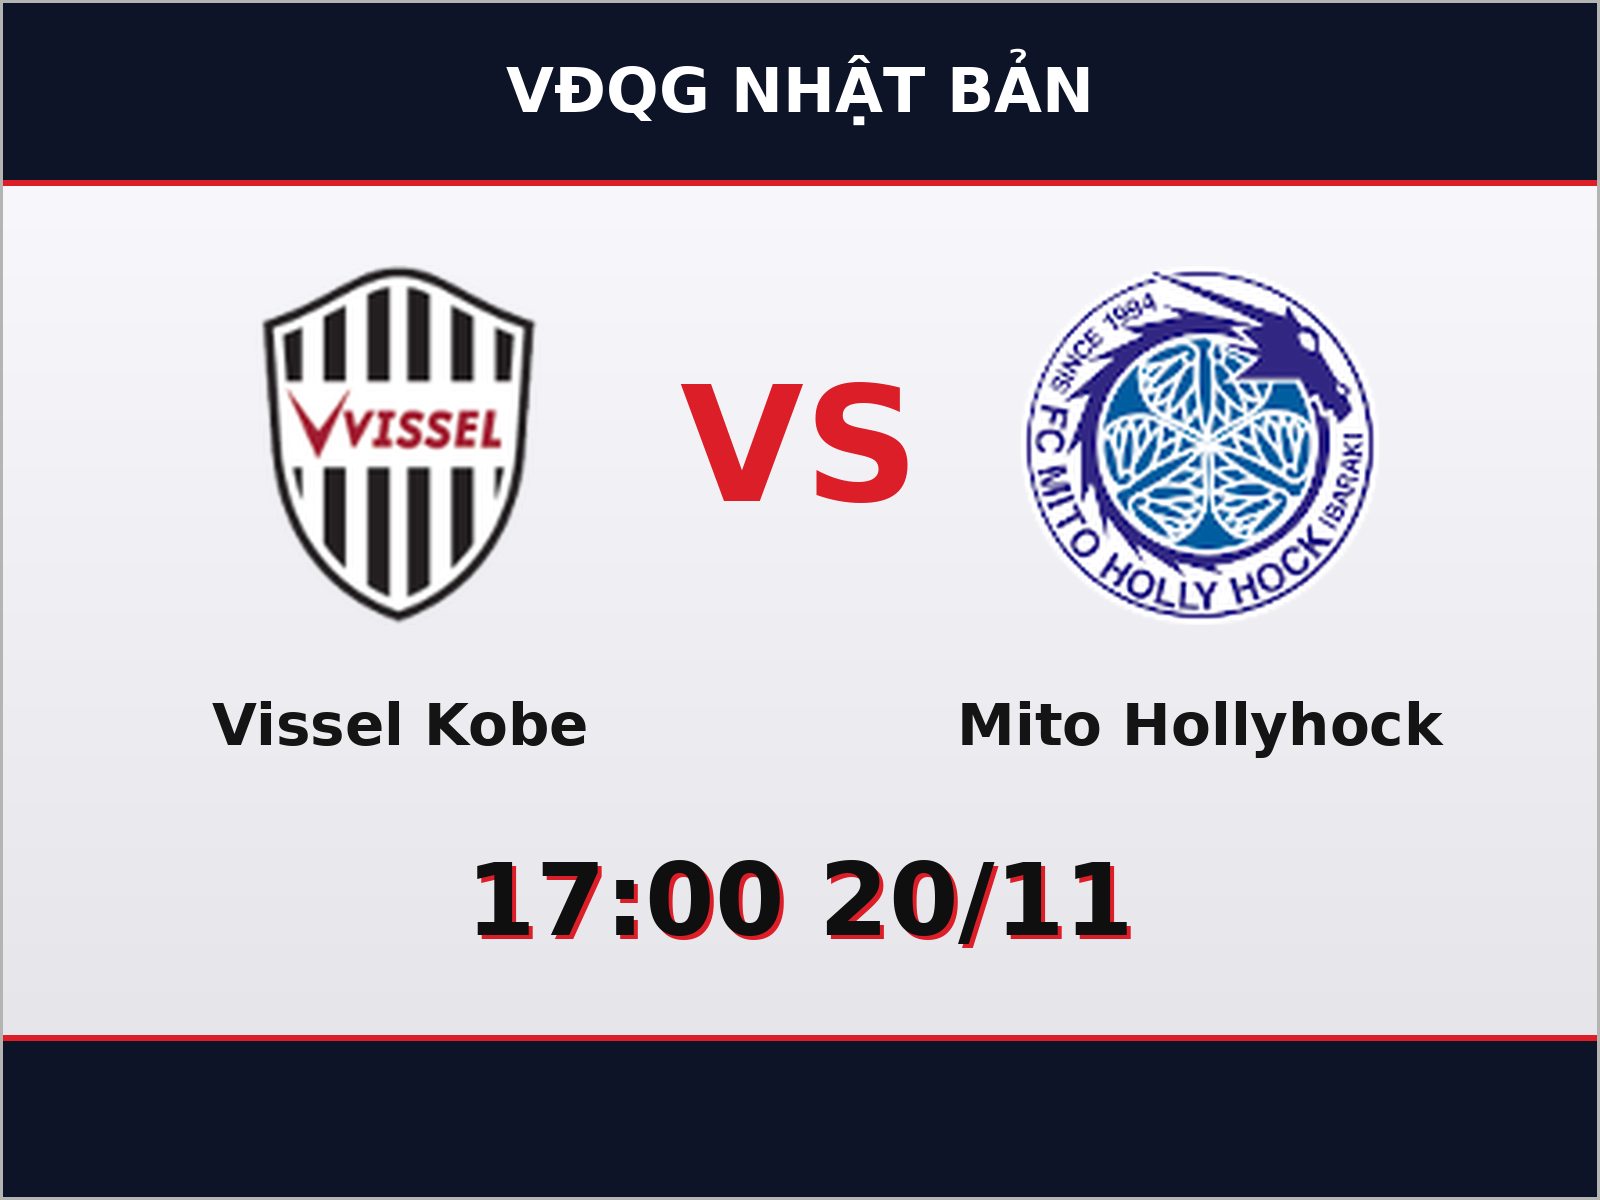 VĐQG NHẬT BẢN
VISSEL
VS
SINCE 1994
FC MITO HOLLY HOCK IBARAKI
Vissel Kobe
Mito Hollyhock
17:00 20/11